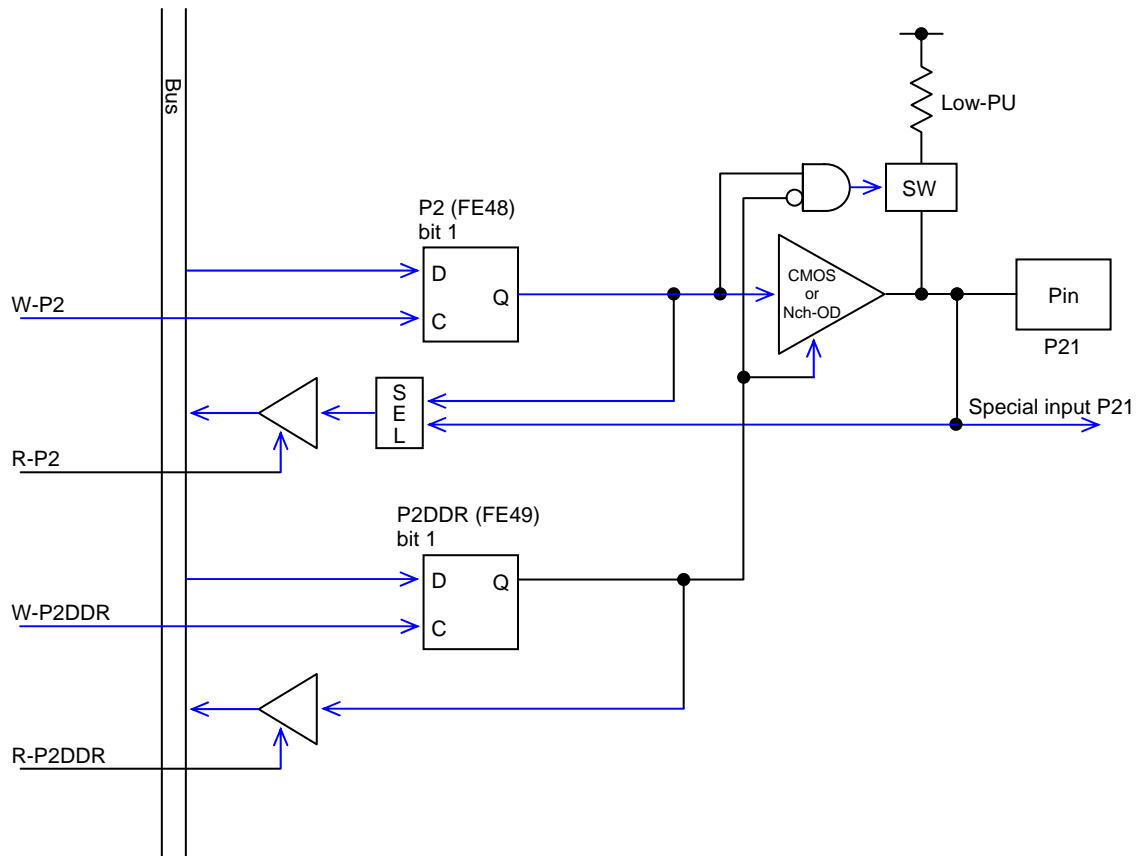 Bus
Low-PU
SW
P2 (FE48)
bit 1
D
Q
C
W-P2
CMOS
or
Nch-OD
Pin
P21
S
E
L
Special input P21
R-P2
P2DDR (FE49)
bit 1
D
Q
C
W-P2DDR
R-P2DDR